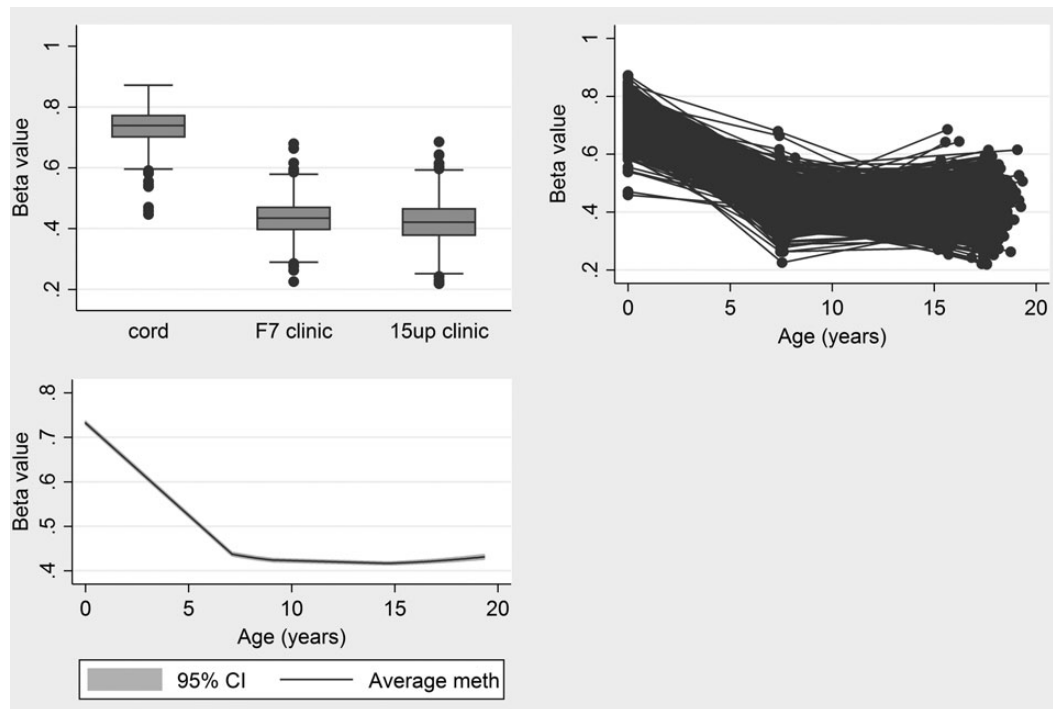 Beta value
1
.8
.6
.4
.2
cord F7 clinic 15up clinic
Beta value
1
.8
.6
.4
.2
0 5 10 15 20
Age (years)
Beta value
.8
.7
.6
.5
.4
0 5 10 15 20
Age (years)
95% CI Average meth